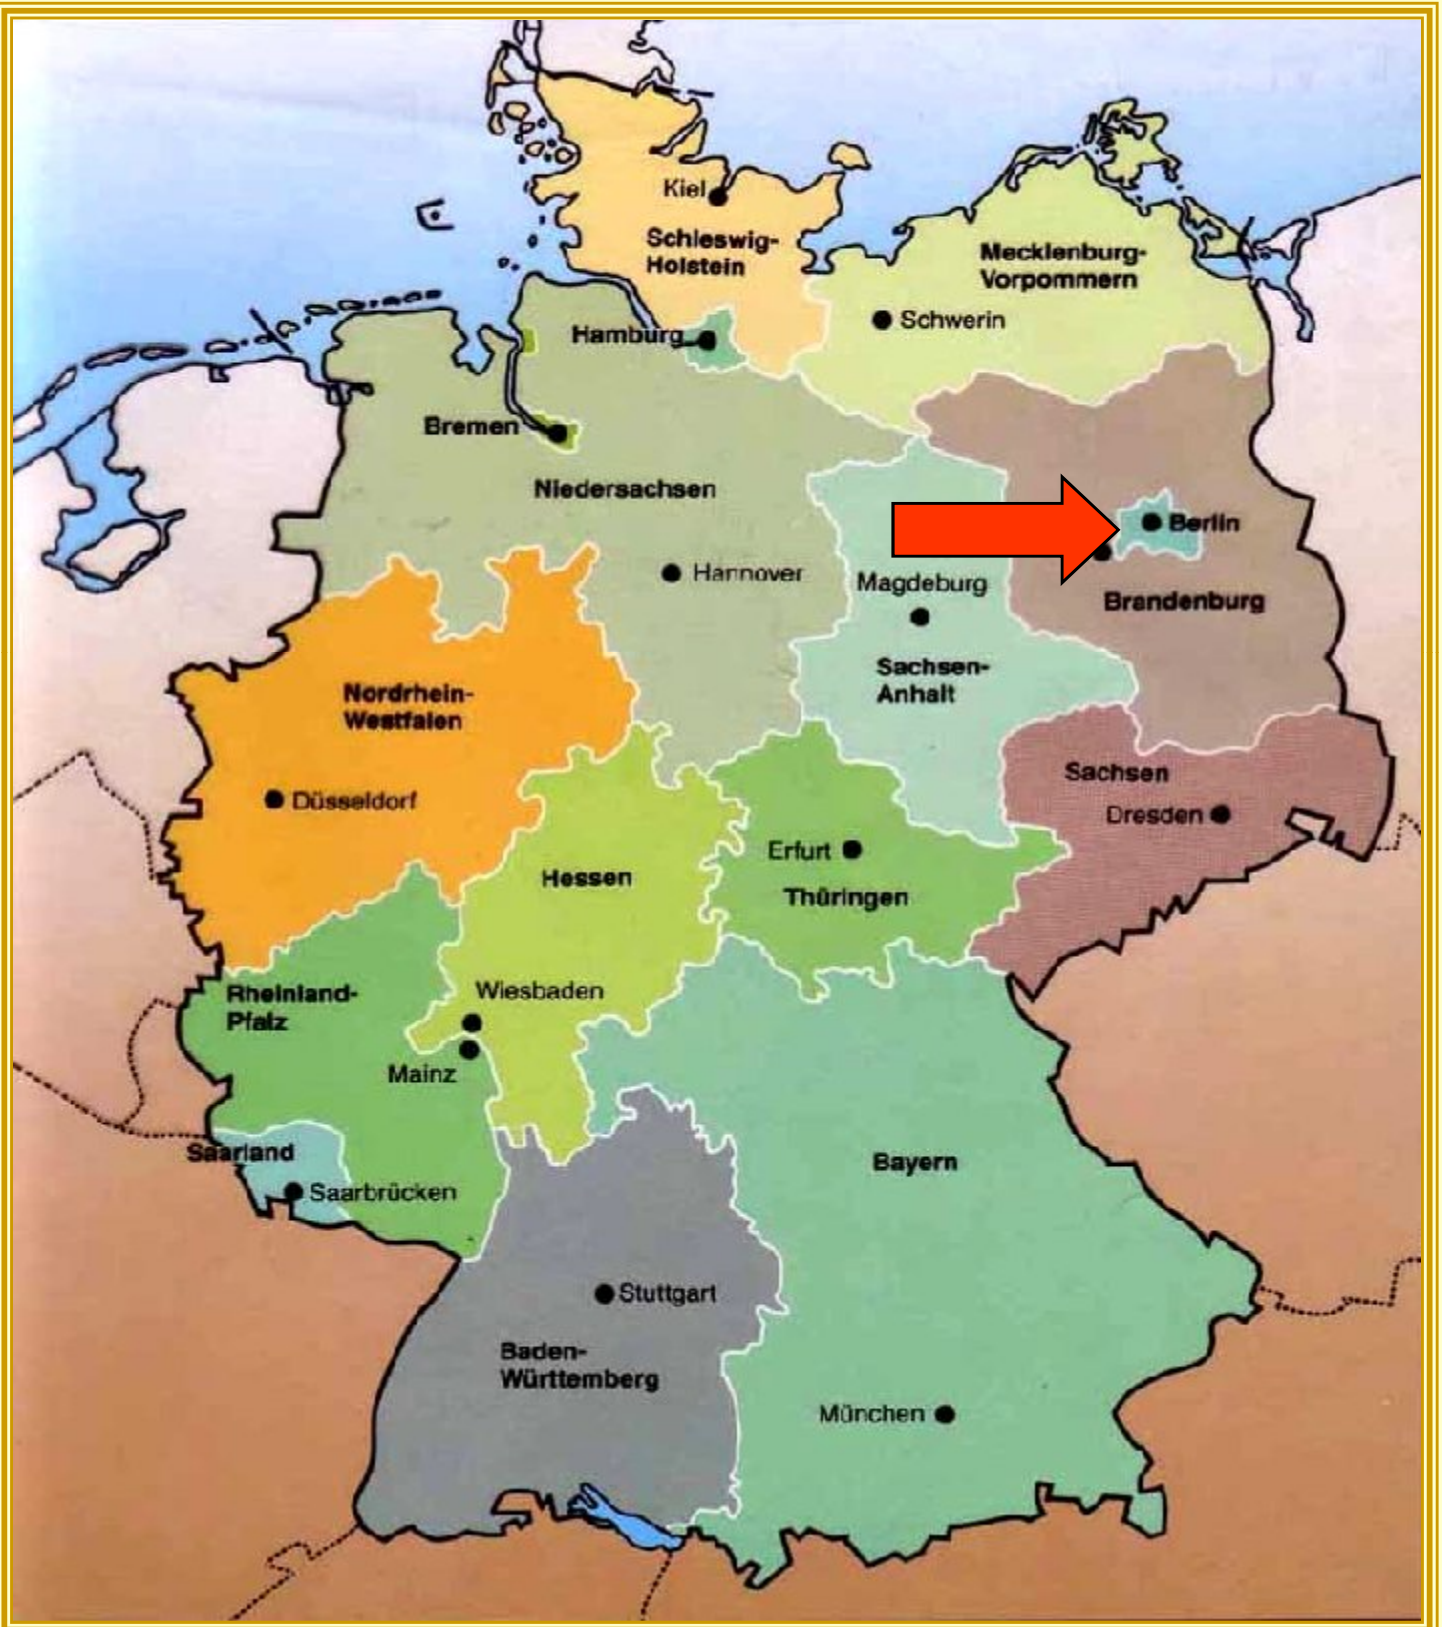 Kiel
Schleswig-
Holstein
Mecklenburg-
Vorpommern
Schwerin
Hamburg
Bremen
Niedersachsen
Berlin
Hannover
Magdeburg
Brandenburg
Sachsen-
Anhalt
Nordrhein-
Westfalen
Düsseldorf
Sachsen
Dresden
Erfurt
Hessen
Thüringen
Wiesbaden
Rheinland-
Pfalz
Mainz
Saarland
Saarbrücken
Bayern
Stuttgart
Baden-
Württemberg
München